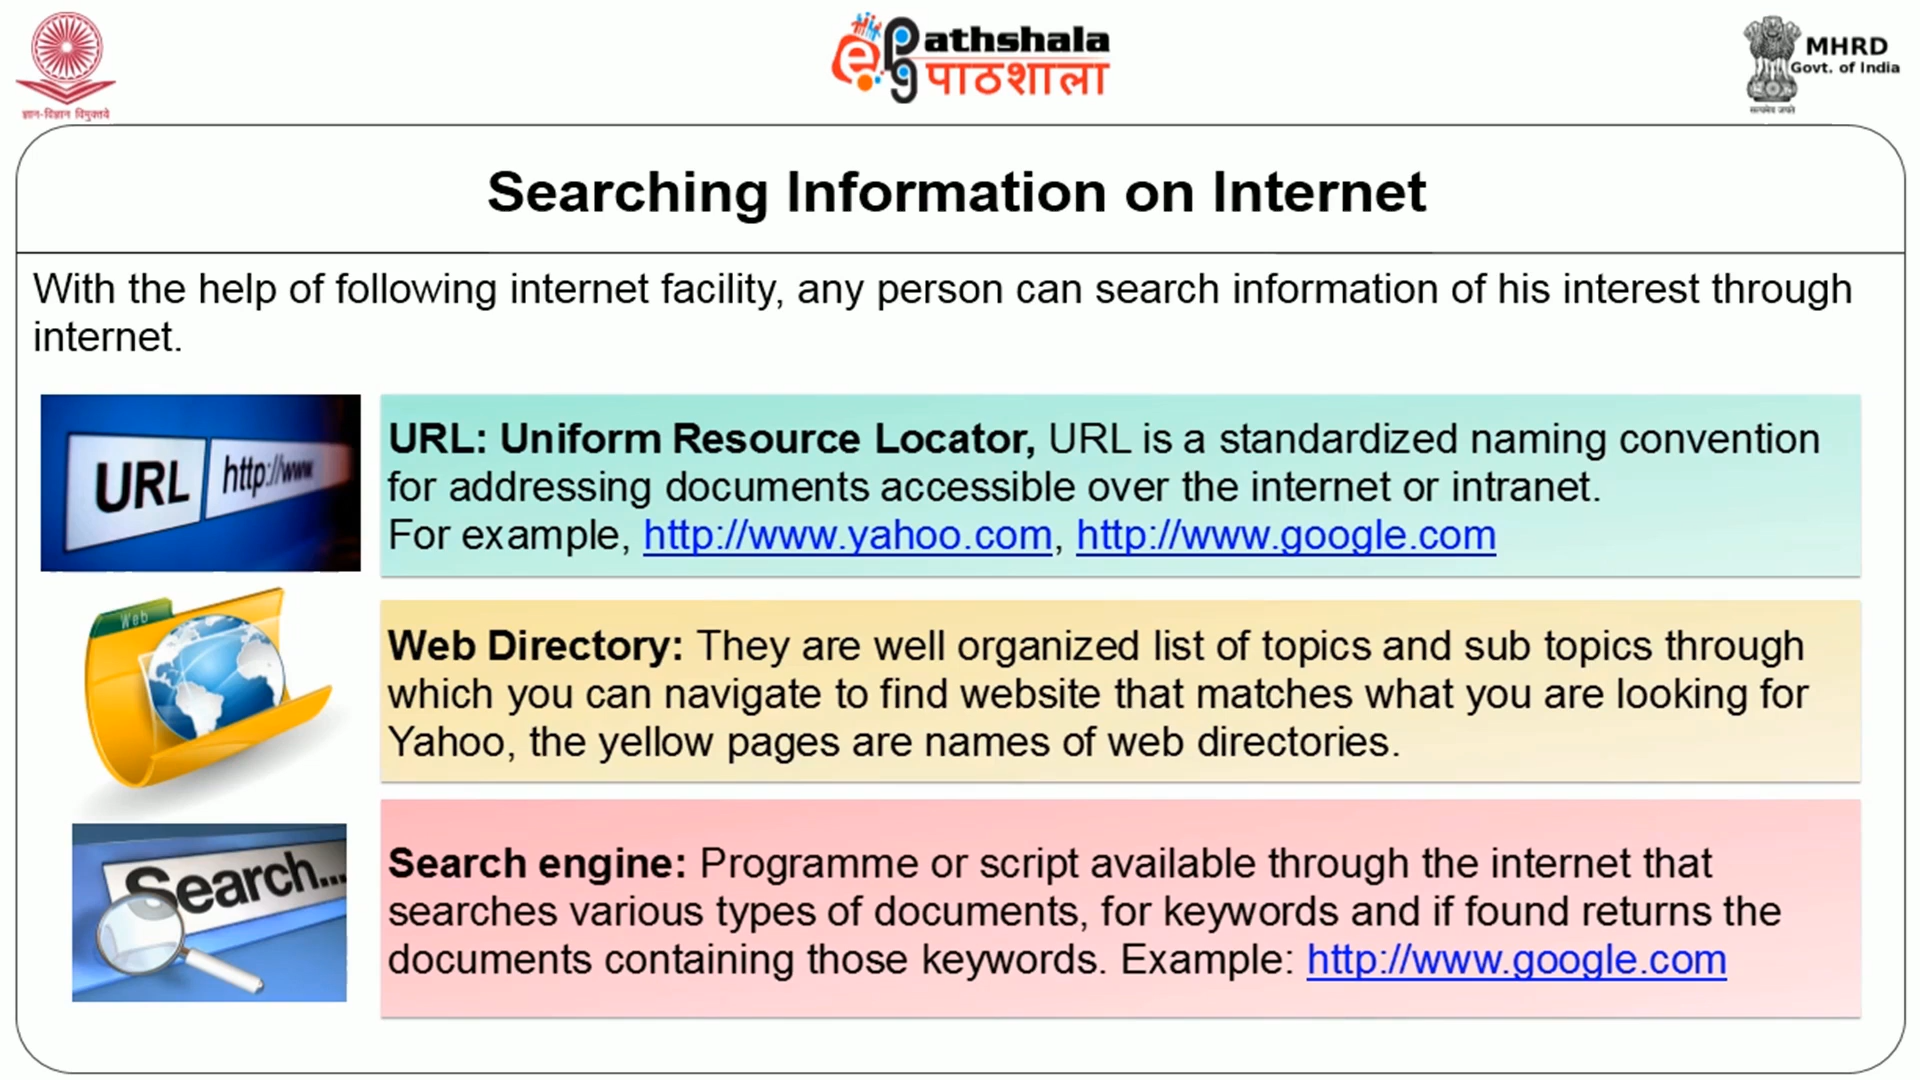 ज्ञान-विज्ञान विमुक्तये
e
pg
athshala
पाठशाला
MHRD
Govt. of India
सत्यमेव जयते
Searching Information on Internet
With the help of following internet facility, any person can search information of his interest through
internet.
URL http://www
URL: Uniform Resource Locator, URL is a standardized naming convention
for addressing documents accessible over the internet or intranet.
For example, http://www.yahoo.com, http://www.google.com
Web
Web Directory: They are well organized list of topics and sub topics through
which you can navigate to find website that matches what you are looking for
Yahoo, the yellow pages are names of web directories.
Search...
Search engine: Programme or script available through the internet that
searches various types of documents, for keywords and if found returns the
documents containing those keywords. Example: http://www.google.com